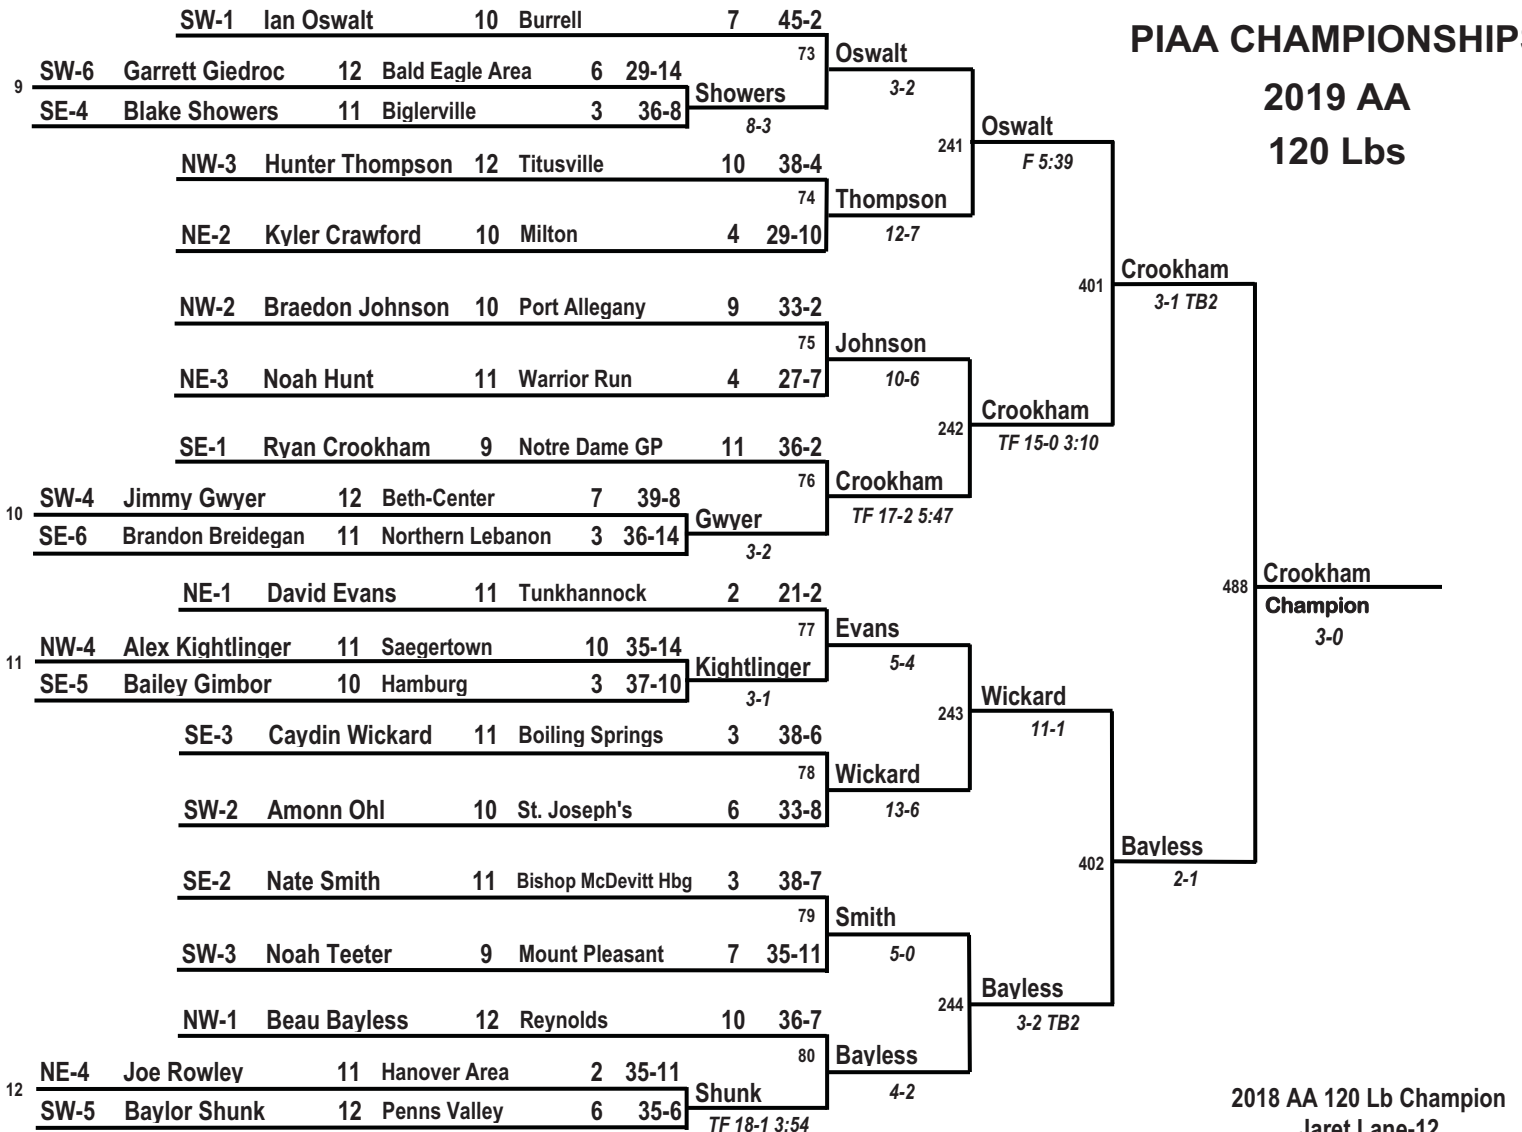 SW-1 Ian Oswalt 10 Burrell 7 45-2
PIAA CHAMPIONSHIPS
73 Oswalt
9 SW-6 Garrett Giedroc 12 Bald Eagle Area 6 29-14
3-2
Showers
2019 AA
SE-4 Blake Showers 11 Biglerville 3 36-8
8-3
Oswalt
241
120 Lbs
F 5:39
NW-3 Hunter Thompson 12 Titusville 10 38-4
74 Thompson
NE-2 Kyler Crawford 10 Milton 4 29-10
12-7
Crookham
401
3-1 TB2
NW-2 Braedon Johnson 10 Port Allegany 9 33-2
75 Johnson
NE-3 Noah Hunt 11 Warrior Run 4 27-7
10-6
Crookham
242
TF 15-0 3:10
SE-1 Ryan Crookham 9 Notre Dame GP 11 36-2
76 Crookham
10 SW-4 Jimmy Gwyer 12 Beth-Center 7 39-8
TF 17-2 5:47
Gwyer
SE-6 Brandon Breidegan 11 Northern Lebanon 3 36-14
3-2
488 Crookham
Champion
3-0
NE-1 David Evans 11 Tunkhannock 2 21-2
77 Evans
11 NW-4 Alex Kightlinger 11 Saegertown 10 35-14
5-4
Kightlinger
SE-5 Bailey Gimbor 10 Hamburg 3 37-10
3-1
Wickard
243
11-1
SE-3 Caydin Wickard 11 Boiling Springs 3 38-6
78 Wickard
SW-2 Amonn Ohl 10 St. Joseph's 6 33-8
13-6
Bayless
402
2-1
SE-2 Nate Smith 11 Bishop McDevitt Hbg 3 38-7
79 Smith
SW-3 Noah Teeter 9 Mount Pleasant 7 35-11
5-0
Bayless
244
3-2 TB2
NW-1 Beau Bayless 12 Reynolds 10 36-7
80 Bayless
12 NE-4 Joe Rowley 11 Hanover Area 2 35-11
4-2
Shunk
SW-5 Baylor Shunk 12 Penns Valley 6 35-6
TF 18-1 3:54
2018 AA 120 Lb Champion
Jaret Lane-12